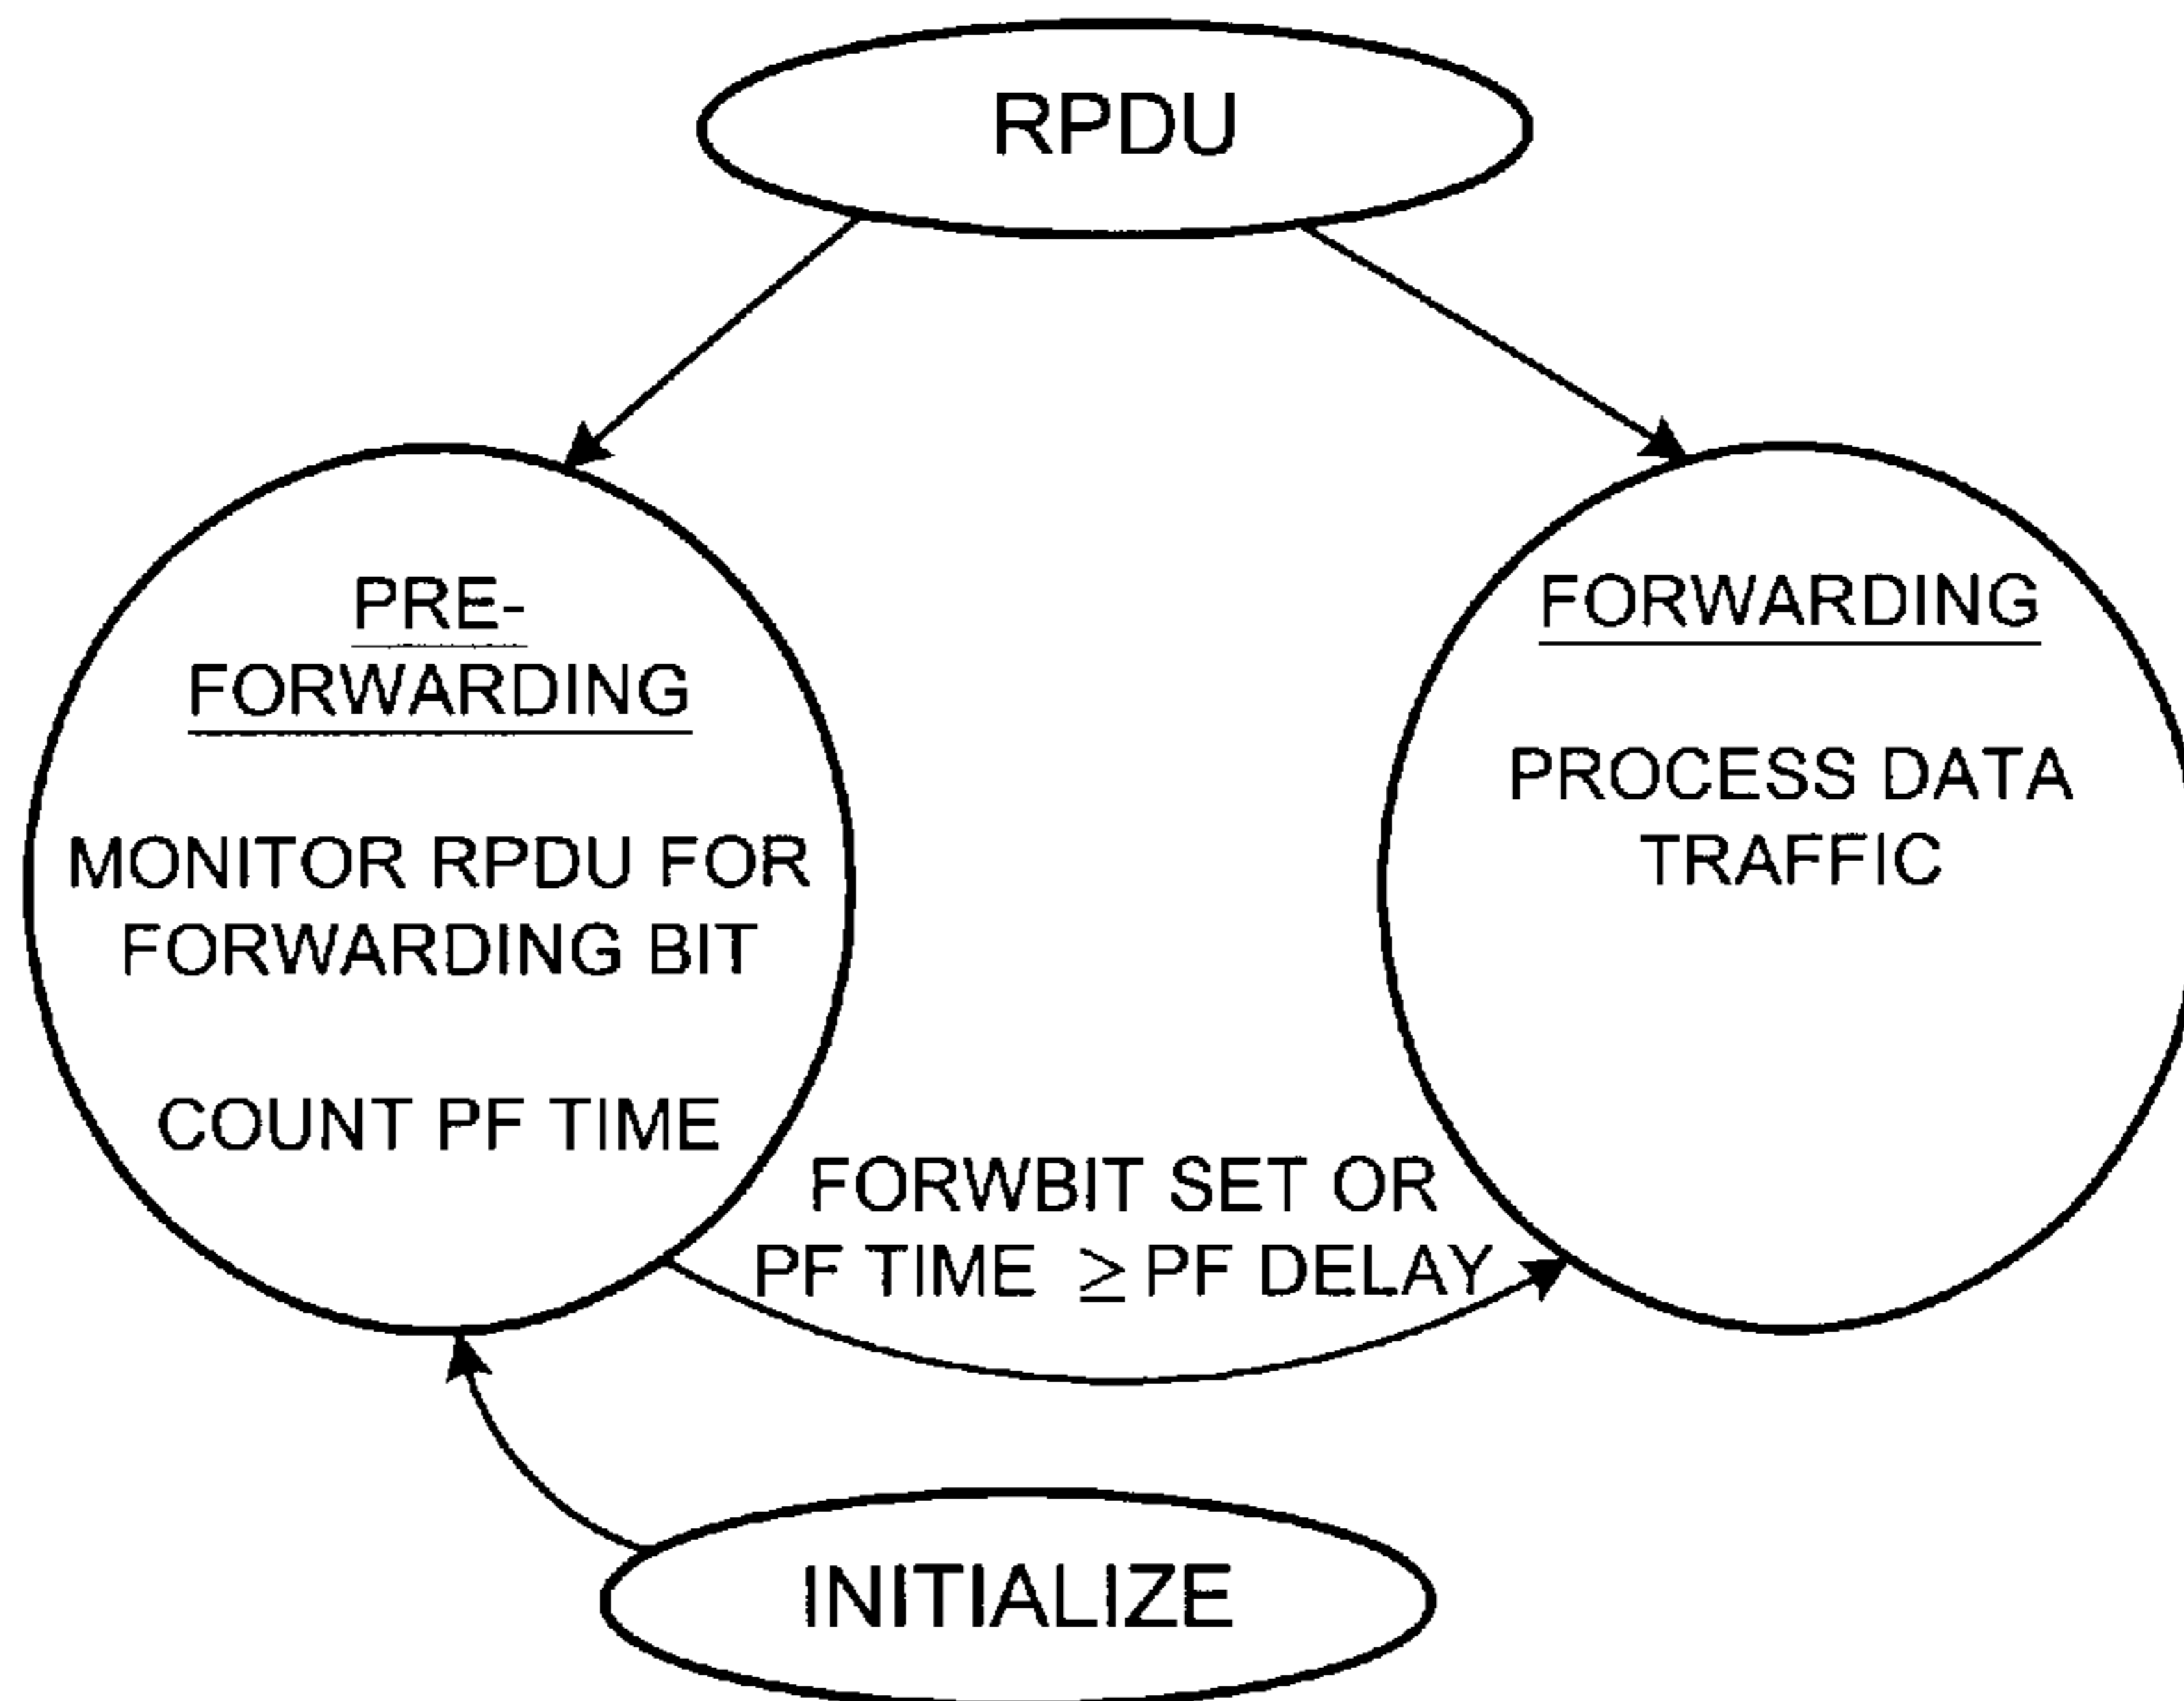 RPDU
PRE-
FORWARDING
MONITOR RPDU FOR
FORWARDING BIT
COUNT PF TIME
FORWARDING
PROCESS DATA
TRAFFIC
FORWBIT SET OR
PF TIME ≥ PF DELAY
INITIALIZE